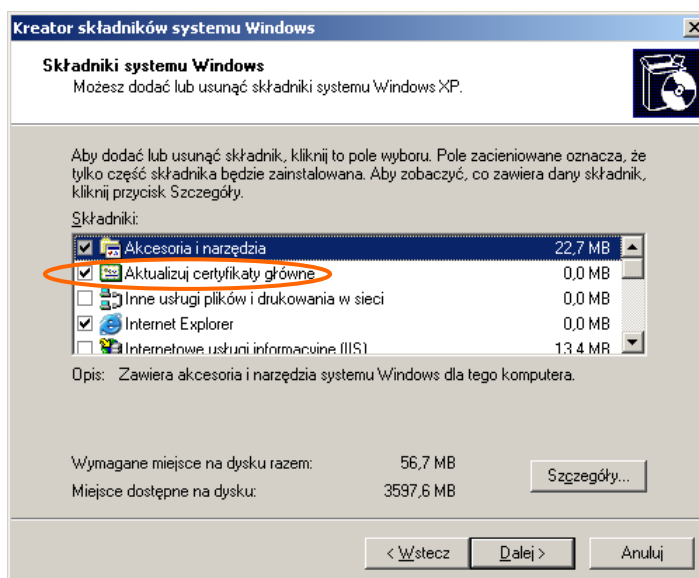 Kreator składników systemu Windows
Składniki systemu Windows
Możesz dodać lub usunąć składniki systemu Windows XP.
Aby dodać lub usunąć składnik, kliknij to pole wyboru. Pole zacieniowane oznacza, że
tylko część składnika będzie zainstalowana. Aby zobaczyć, co zawiera dany składnik,
kliknij przycisk Szczegóły.
Składniki:
Akcesoria i narzędzia 22,7 MB
Aktualizuj certyfikaty główne 0,0 MB
Inne usługi plików i drukowania w sieci 0,0 MB
Internet Explorer 0,0 MB
Internetowe usługi informacyjne (IIS) 13,4 MB
Opis: Zawiera akcesoria i narzędzia systemu Windows dla tego komputera.
Wymagane miejsce na dysku razem: 56,7 MB
Miejsce dostępne na dysku: 3597,6 MB
Szczegóły...
< Wstecz Dalej > Anuluj